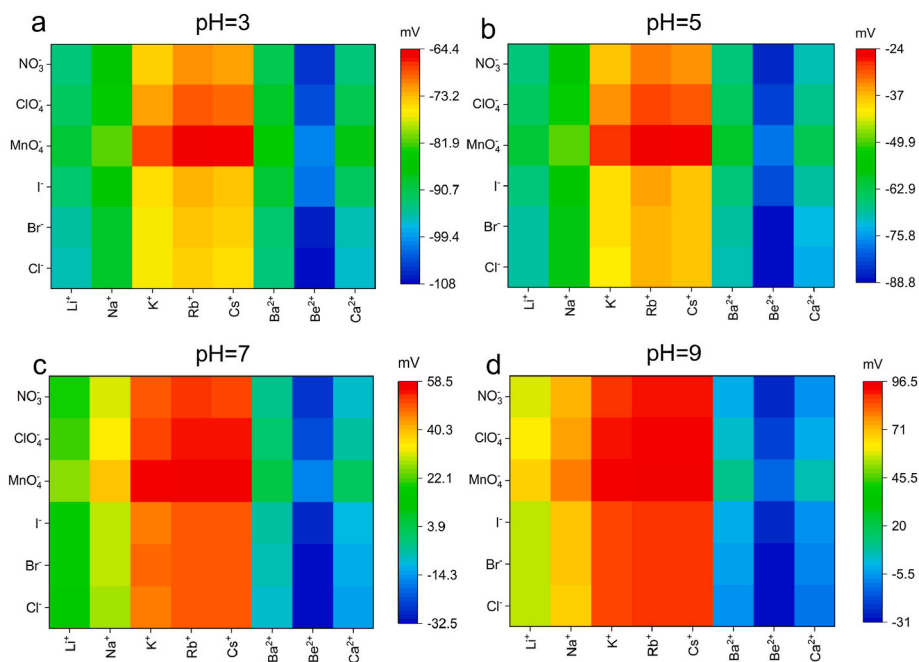 a
pH=3
mV
NO₃⁻
ClO₄⁻
MnO₄⁻
I⁻
Br⁻
Cl⁻
Li⁺ Na⁺ K⁺ Rb⁺ Cs⁺ Ba²⁺ Be²⁺ Ca²⁺
-64.4
-73.2
-81.9
-90.7
-99.4
-108
b
pH=5
mV
NO₃⁻
ClO₄⁻
MnO₄⁻
I⁻
Br⁻
Cl⁻
Li⁺ Na⁺ K⁺ Rb⁺ Cs⁺ Ba²⁺ Be²⁺ Ca²⁺
-24
-37
-49.9
-62.9
-75.8
-88.8
c
pH=7
mV
NO₃⁻
ClO₄⁻
MnO₄⁻
I⁻
Br⁻
Cl⁻
Li⁺ Na⁺ K⁺ Rb⁺ Cs⁺ Ba²⁺ Be²⁺ Ca²⁺
58.5
40.3
22.1
3.9
-14.3
-32.5
d
pH=9
mV
NO₃⁻
ClO₄⁻
MnO₄⁻
I⁻
Br⁻
Cl⁻
Li⁺ Na⁺ K⁺ Rb⁺ Cs⁺ Ba²⁺ Be²⁺ Ca²⁺
96.5
71
45.5
20
-5.5
-31